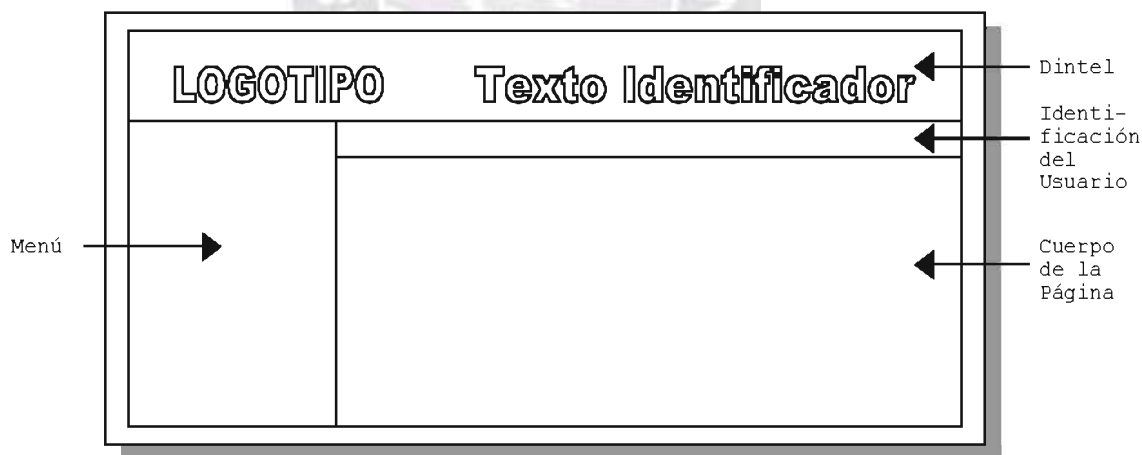 LOGOTIPO Texto Identificador
Dintel
Identi-
ficación
del
Usuario
Menú
Cuerpo
de la
Página